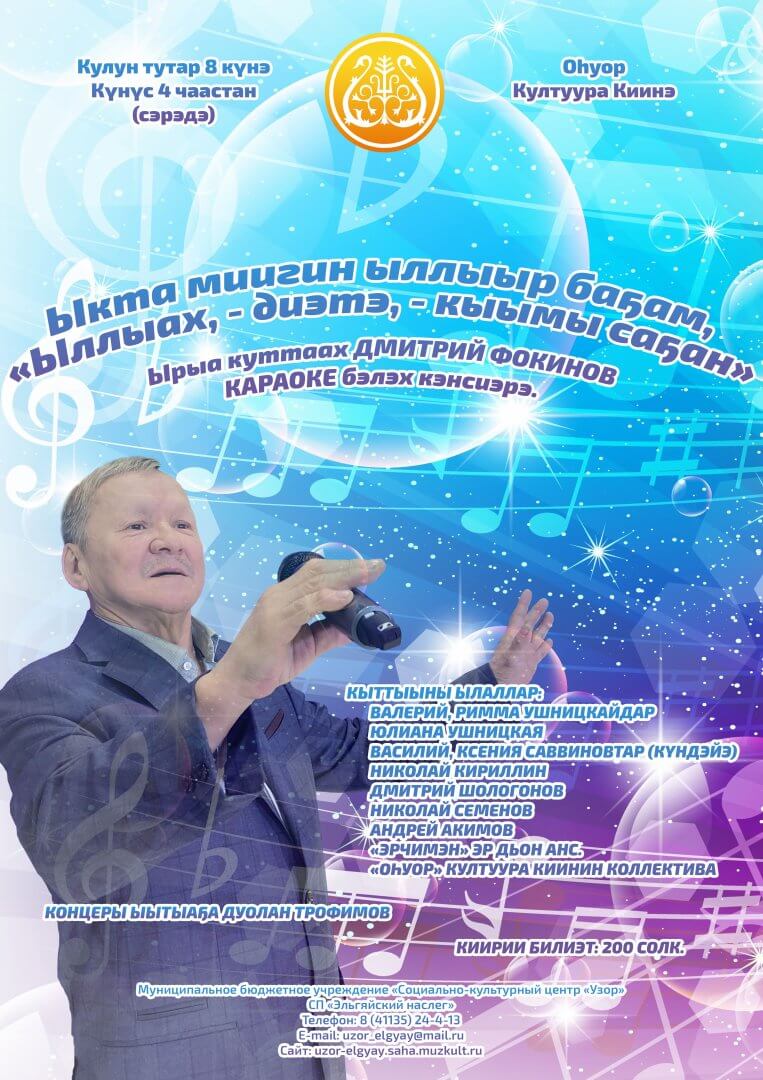 Кулун тутар 8 күнэ
Күнүс 4 чаастан
(сэрэдэ)
Оһуор
Култуура Киинэ
Ыкта миигин ыллыыр баҕам,
«Ыллыах, - диэтэ, - кыымы саҕан»
Ырыа куттаах ДМИТРИЙ ФОКИНОВ
КАРАОКЕ бэлэх кэнсиэрэ.
КЫТТЫЫНЫ ЫЛАЛЛАР:
ВАЛЕРИЙ, РИММА УШНИЦКАЙДАР
ЮЛИАНА УШНИЦКАЯ
ВАСИЛИЙ, КСЕНИЯ САВВИНОВТАР (КҮНДЭЙЭ)
НИКОЛАЙ КИРИЛЛИН
ДМИТРИЙ ШОЛОГОНОВ
НИКОЛАЙ СЕМЕНОВ
АНДРЕЙ АКИМОВ
«ЭРЧИМЭН» ЭР ДЬОН АНС.
«ОҺУОР» КУЛТУУРА КИИНИН КОЛЛЕКТИВА
КОНЦЕРЫ ЫЫТЫАҔА ДУОЛАН ТРОФИМОВ
КИИРИИ БИЛИЭТ: 200 СОЛК.
Муниципальное бюджетное учреждение «Социально-культурный центр «Узор»
СП «Эльгяйский наслег»
Телефон: 8 (41135) 24-4-13
E-mail: uzor_elgyay@mail.ru
Сайт: uzor-elgyay.saha.muzkult.ru